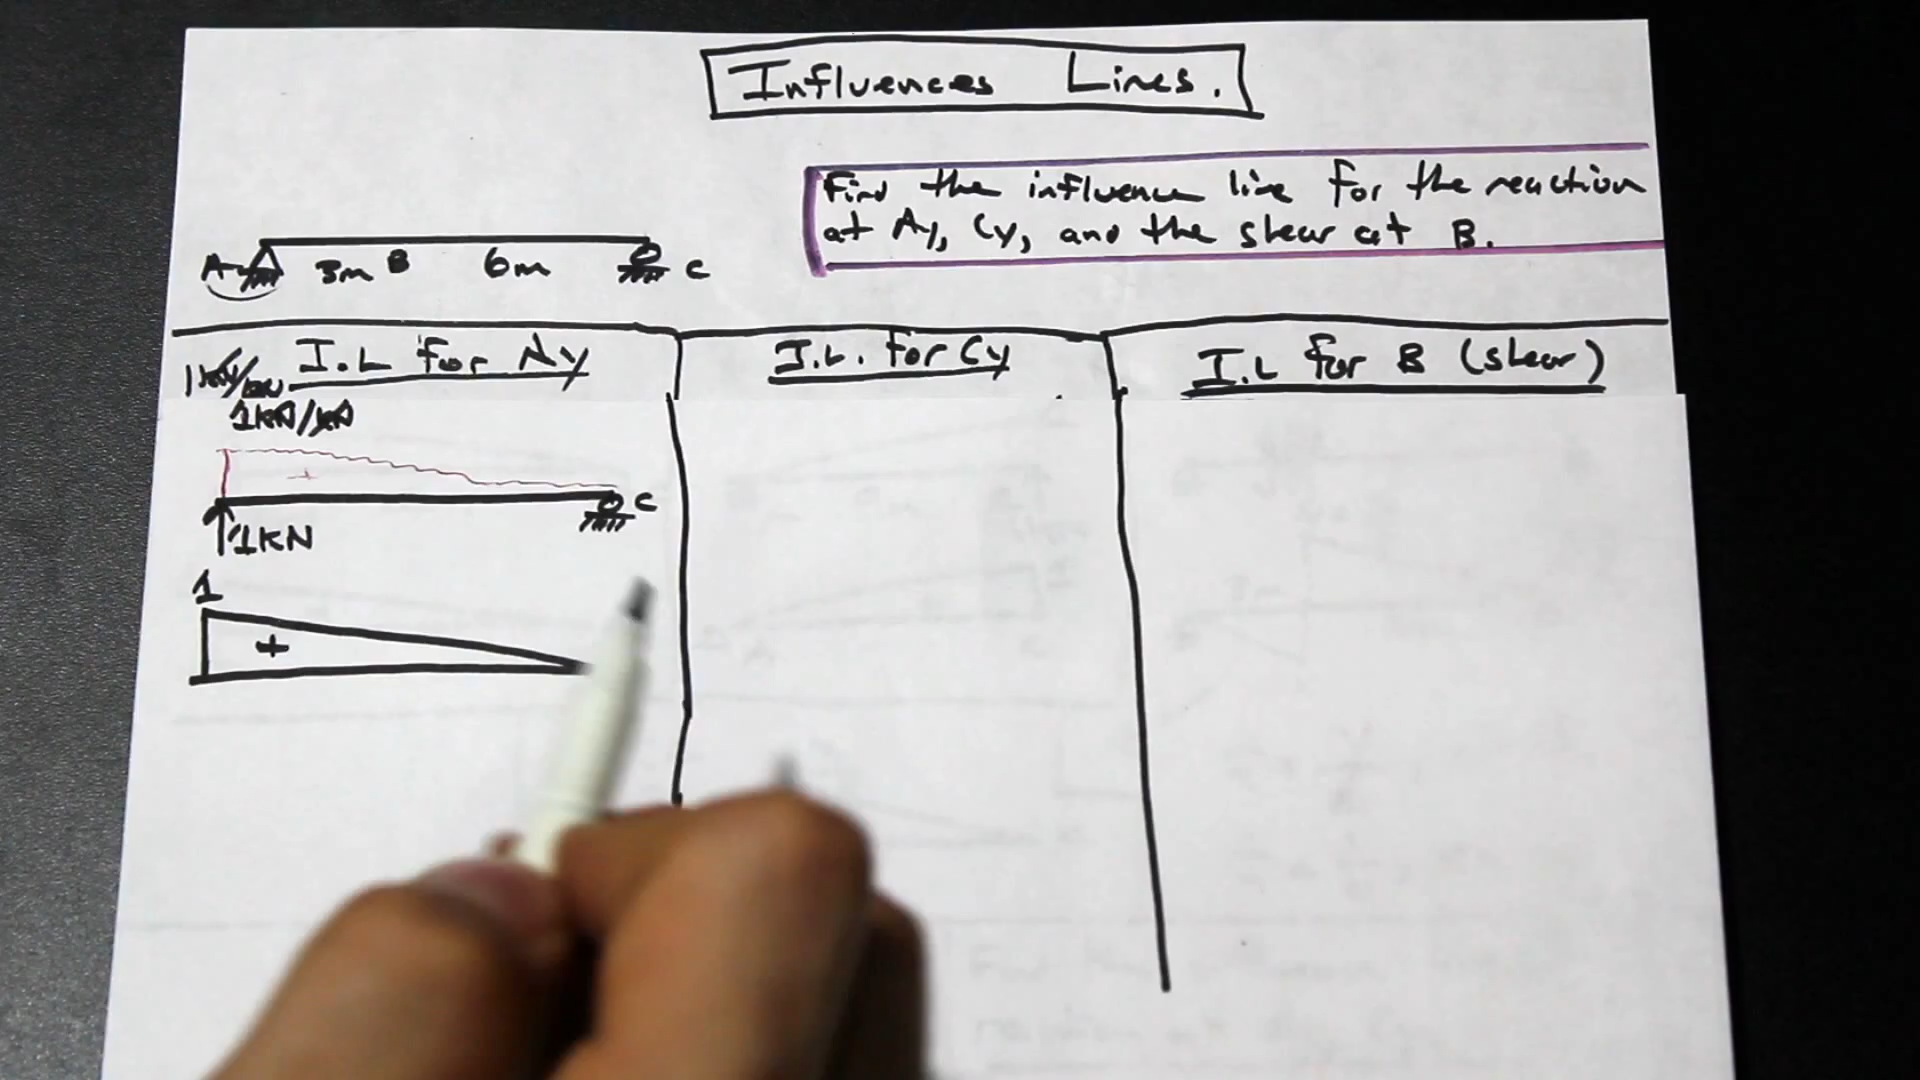 Influences Lines.
Find the influence line for the reaction
at Ay, Cy, and the shear at B.
A 3m B 6m C
I.L for Ay
I.L. for Cy
I.L for B (shear)
1kN/kN
+
C
1kN
1
+